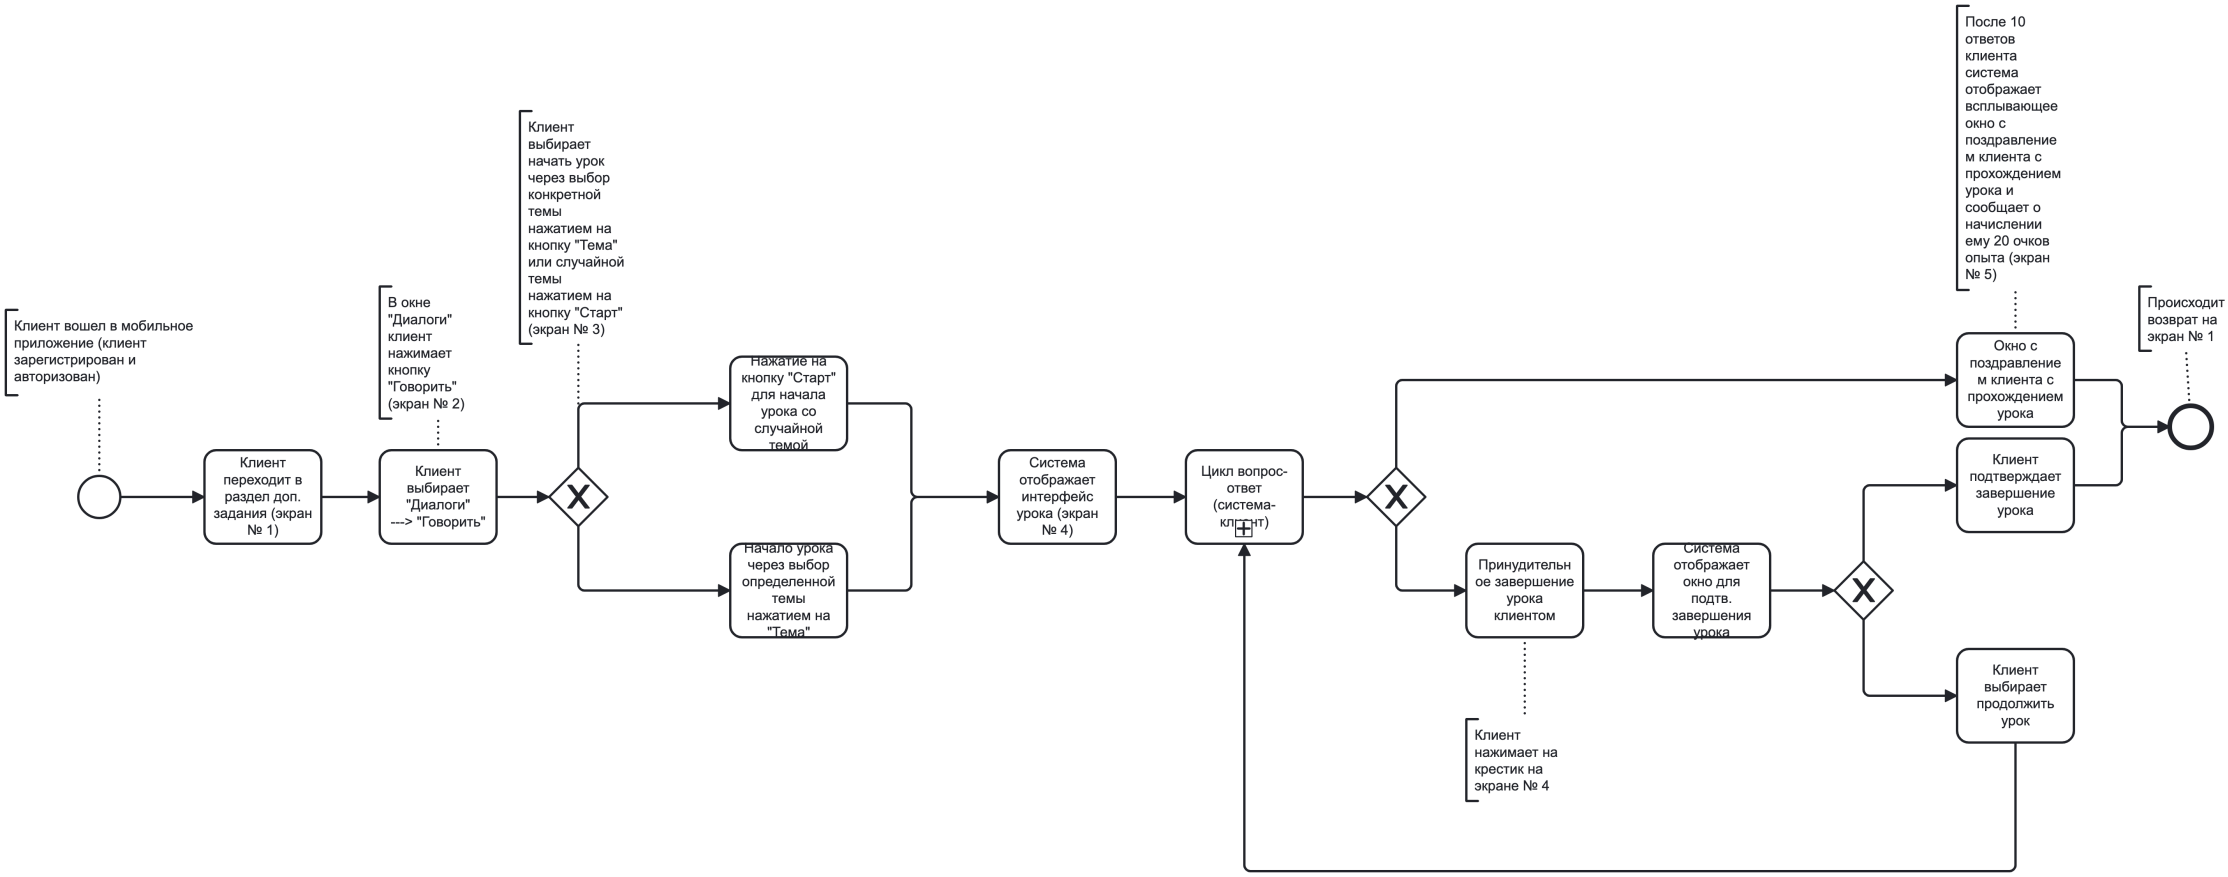 Клиент вошел в мобильное
приложение (клиент
зарегистрирован и
авторизован)
Клиент
переходит в
раздел доп.
задания (экран
№ 1)
В окне
"Диалоги"
клиент
нажимает
кнопку
"Говорить"
(экран № 2)
Клиент
выбирает
"Диалоги"
---> "Говорить"
Клиент
выбирает
начать урок
через выбор
конкретной
темы
нажатием на
кнопку "Тема"
или случайной
темы
нажатием на
кнопку "Старт"
(экран № 3)
X
Нажатие на
кнопку "Старт"
для начала
урока со
случайной
темой
Начало урока
через выбор
определенной
темы
нажатием на
"Тема"
Система
отображает
интерфейс
урока (экран
№ 4)
Цикл вопрос-
ответ
(система-
клиент)
X
Принудительн
ое завершение
урока
клиентом
Клиент
нажимает на
крестик на
экране № 4
Система
отображает
окно для
подтв.
завершения
урока
X
После 10
ответов
клиента
система
отображает
всплывающее
окно с
поздравление
м клиента с
прохождением
урока и
сообщает о
начислении
ему 20 очков
опыта (экран
№ 5)
Окно с
поздравление
м клиента с
прохождением
урока
Клиент
подтверждает
завершение
урока
Клиент
выбирает
продолжить
урок
Происходит
возврат на
экран № 1